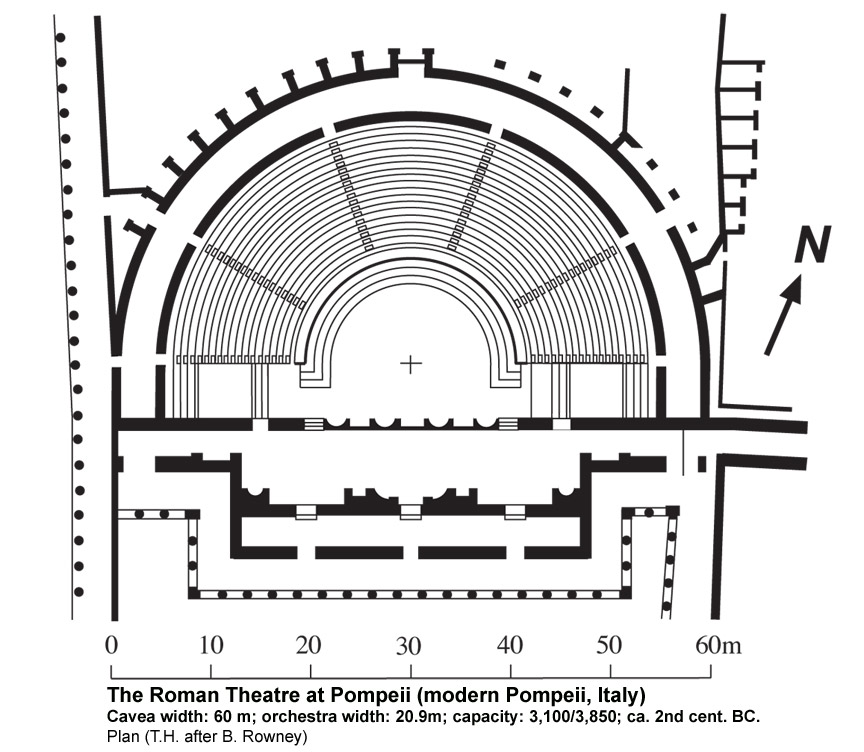 N
0 10 20 30 40 50 60m
The Roman Theatre at Pompeii (modern Pompeii, Italy)
Cavea width: 60 m; orchestra width: 20.9m; capacity: 3,100/3,850; ca. 2nd cent. BC.
Plan (T.H. after B. Rowney)